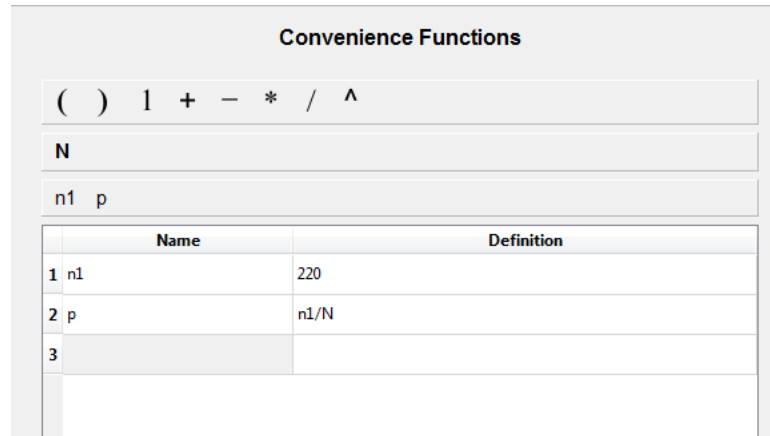 Convenience Functions
( ) 1 + − * / ^
N
n1 p
Name Definition
1 n1 220
2 p n1/N
3